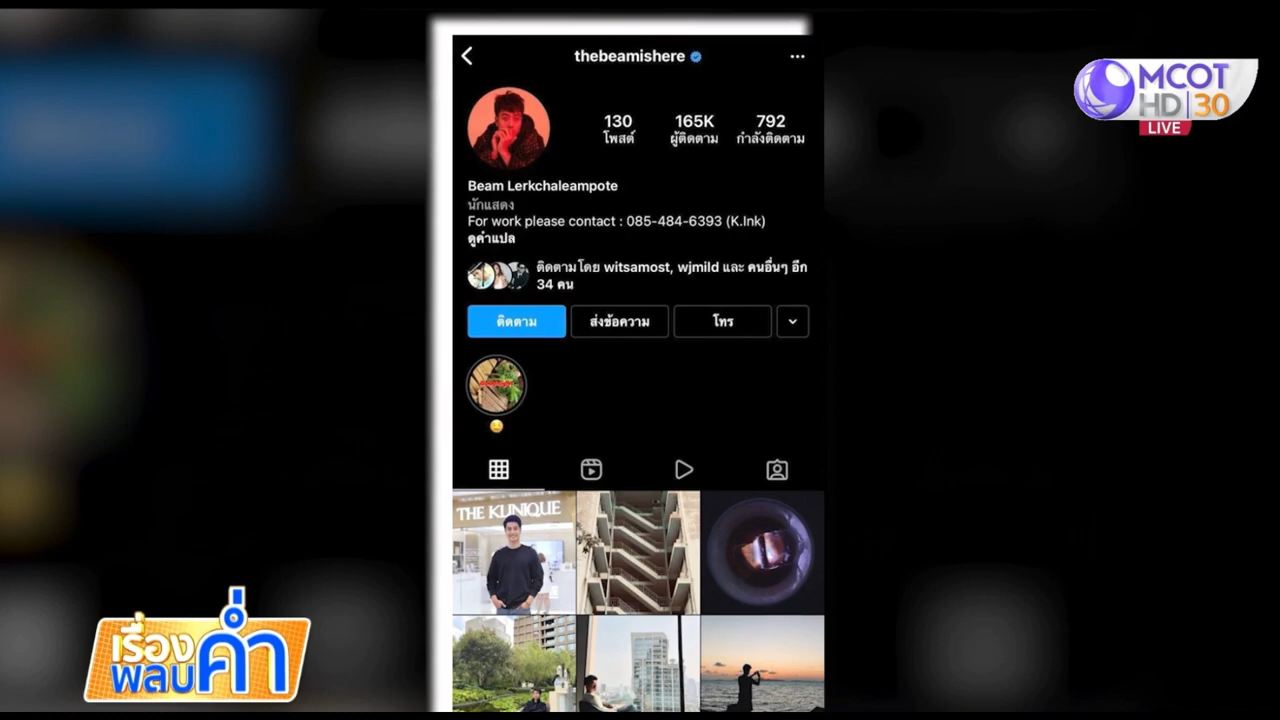 thebeamishere
MCOT
HD 30
LIVE
130
165K
792
โพสต์
ผู้ติดตาม
กำลังติดตาม
Beam Lerkchaleampote
นักแสดง
For work please contact : 085-484-6393 (K.Ink)
ดูคำแปล
ติดตามโดย witsamost, wjmild และ คนอื่นๆ อีก
34 คน
ติดตาม
ส่งข้อความ
โทร
THE KLINIQUE
เรื่อง
พลบ
ค่ำ